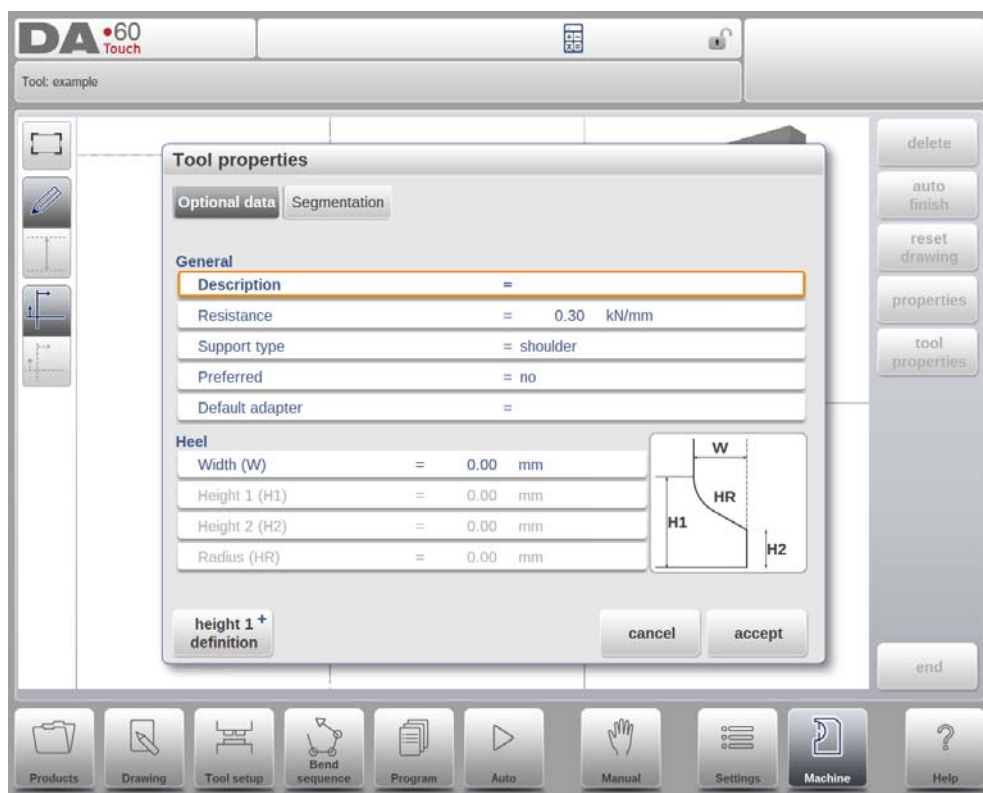 DA•60
Touch
Tool: example
delete
auto
finish
reset
drawing
properties
tool
properties
end
Tool properties
Optional data Segmentation
General
Description =
Resistance = 0.30 kN/mm
Support type = shoulder
Preferred = no
Default adapter =
Heel
Width (W) = 0.00 mm
Height 1 (H1) = 0.00 mm
Height 2 (H2) = 0.00 mm
Radius (HR) = 0.00 mm
W
HR
H1
H2
height 1 +
definition
cancel accept
Products Drawing Tool setup Bend
sequence Program Auto Manual Settings Machine Help